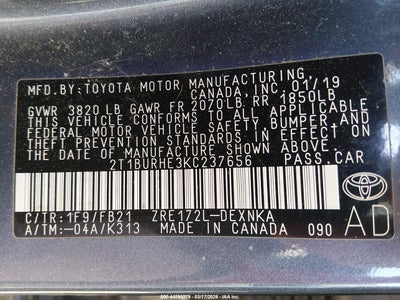 MFD.BY:TOYOTA MOTOR MANUFACTURING,
CANADA,INC. 01/19
GVWR 3820 LB GAWR FR 2070LB RR 1850LB
THIS VEHICLE CONFORMS TO ALL APPLICABLE
FEDERAL MOTOR VEHICLE SAFETY, BUMPER, AND
THEFT PREVENTION STANDARDS IN EFFECT ON
THE DATE OF MANUFACTURE SHOWN ABOVE.
2T1BURHE3KC237656 PASS.CAR
C/TR:1F9/FB21 ZRE172L-DEXNKA
A/TM:-04A/K313 MADE IN CANADA 090
TOYOTA
AD